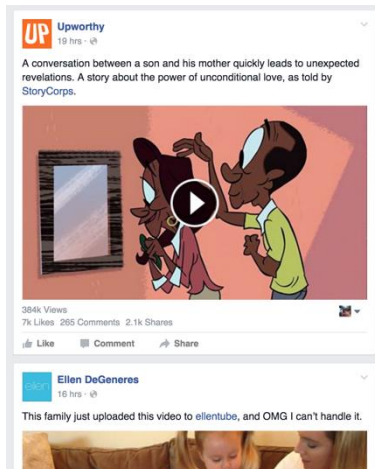 UP
Upworthy
19 hrs ·
A conversation between a son and his mother quickly leads to unexpected
revelations. A story about the power of unconditional love, as told by
StoryCorps.
384k Views
7k Likes 265 Comments 2.1k Shares
Like Comment Share
ellen
Ellen DeGeneres
16 hrs ·
This family just uploaded this video to ellentube, and OMG I can't handle it.